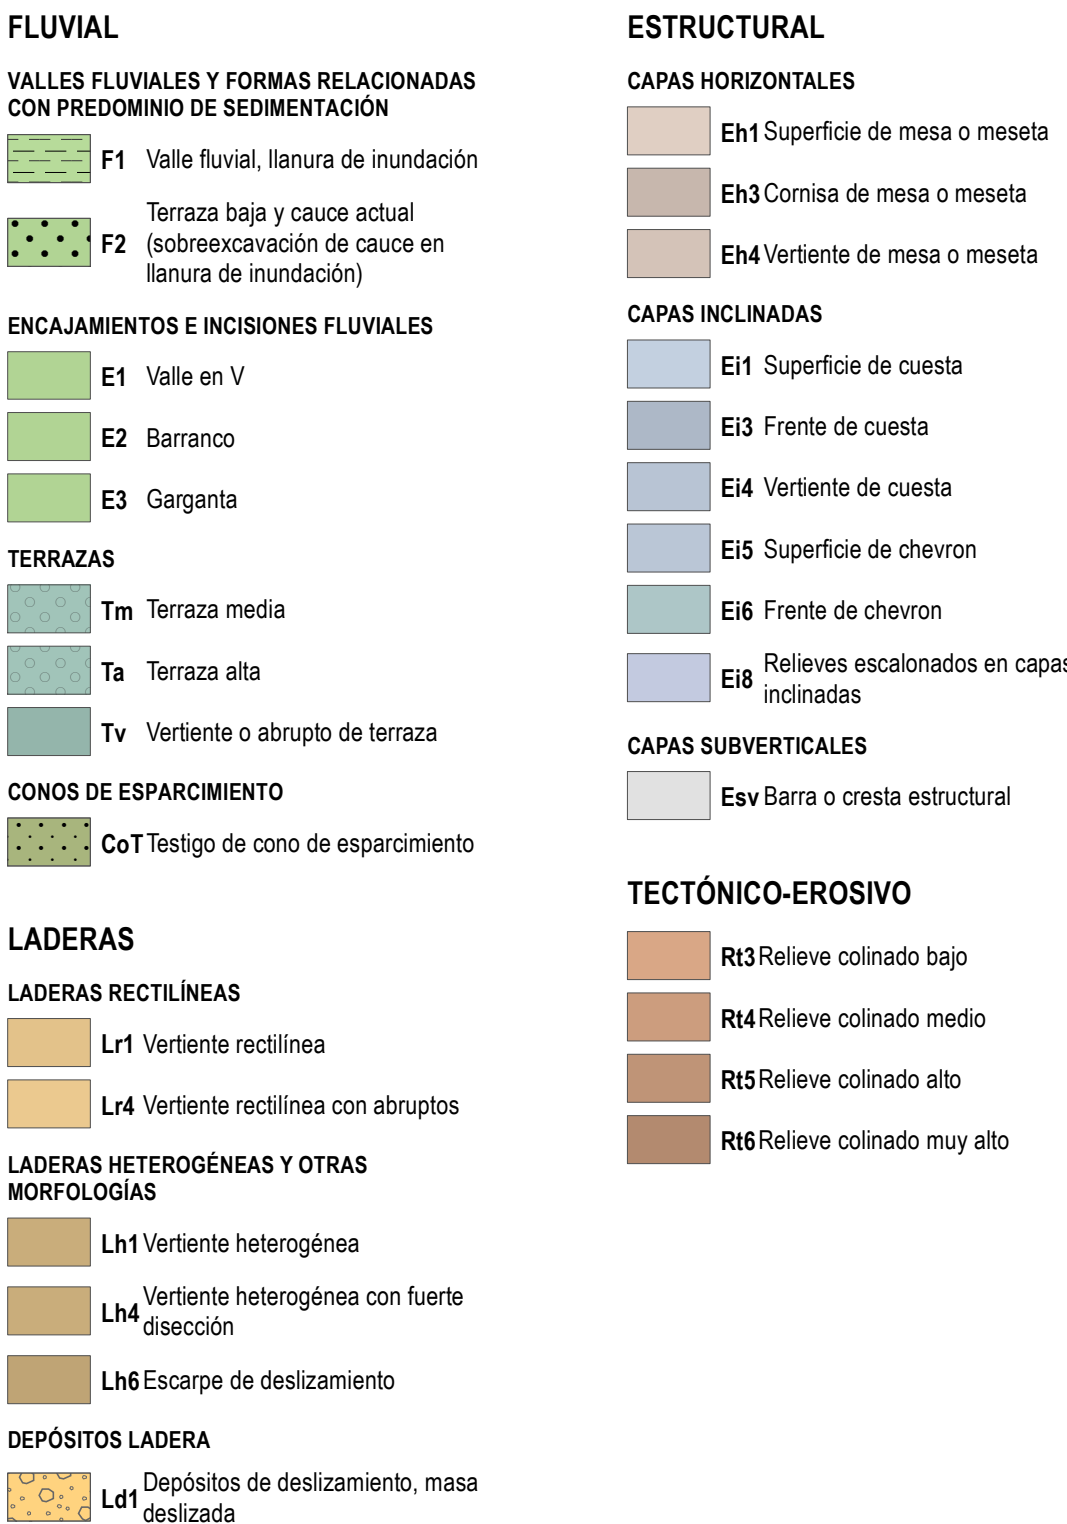 FLUVIAL
VALLES FLUVIALES Y FORMAS RELACIONADAS
CON PREDOMINIO DE SEDIMENTACIÓN
F1 Valle fluvial, llanura de inundación
Terraza baja y cauce actual
F2 (sobreexcavación de cauce en
llanura de inundación)
ENCAJAMIENTOS E INCISIONES FLUVIALES
E1 Valle en V
E2 Barranco
E3 Garganta
TERRAZAS
Tm Terraza media
Ta Terraza alta
Tv Vertiente o abrupto de terraza
CONOS DE ESPARCIMIENTO
CoT Testigo de cono de esparcimiento
LADERAS
LADERAS RECTILÍNEAS
Lr1 Vertiente rectilínea
Lr4 Vertiente rectilínea con abruptos
LADERAS HETEROGÉNEAS Y OTRAS
MORFOLOGÍAS
Lh1 Vertiente heterogénea
Lh4 Vertiente heterogénea con fuerte
disección
Lh6 Escarpe de deslizamiento
DEPÓSITOS LADERA
Ld1 Depósitos de deslizamiento, masa
deslizada
ESTRUCTURAL
CAPAS HORIZONTALES
Eh1 Superficie de mesa o meseta
Eh3 Cornisa de mesa o meseta
Eh4 Vertiente de mesa o meseta
CAPAS INCLINADAS
Ei1 Superficie de cuesta
Ei3 Frente de cuesta
Ei4 Vertiente de cuesta
Ei5 Superficie de chevron
Ei6 Frente de chevron
Ei8 Relieves escalonados en capas
inclinadas
CAPAS SUBVERTICALES
Esv Barra o cresta estructural
TECTÓNICO-EROSIVO
Rt3 Relieve colinado bajo
Rt4 Relieve colinado medio
Rt5 Relieve colinado alto
Rt6 Relieve colinado muy alto